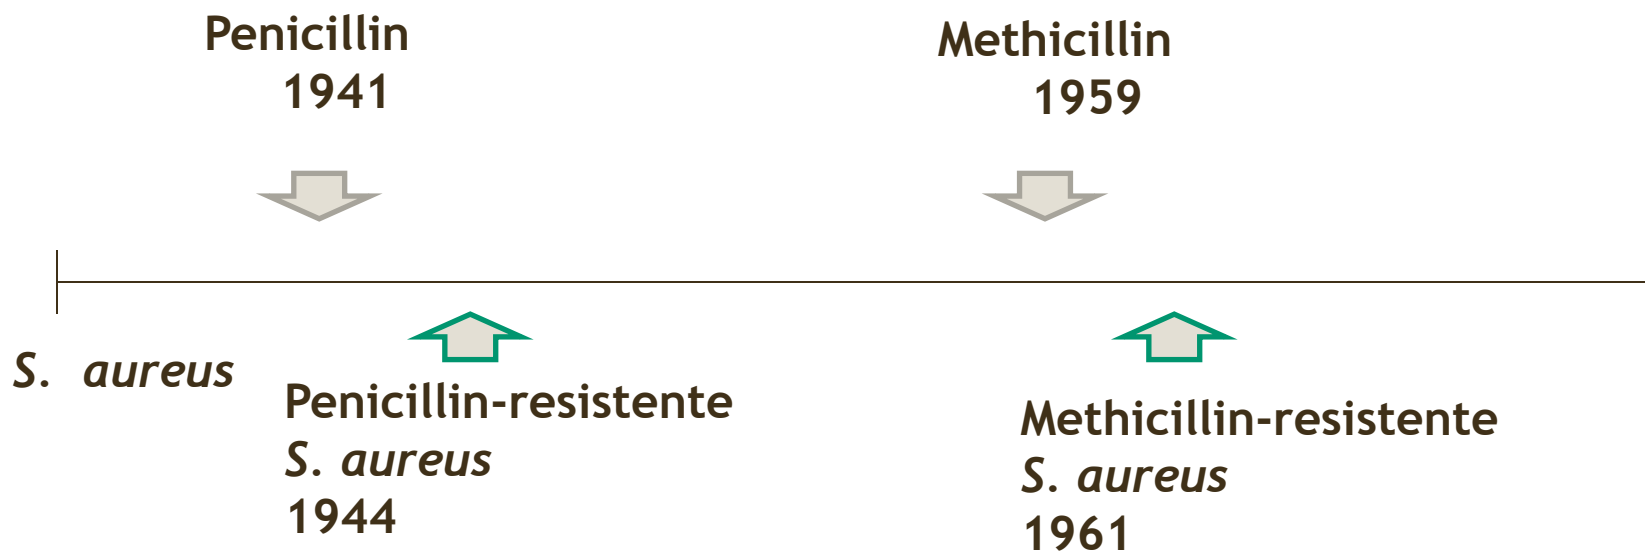 Penicillin
1941
Methicillin
1959
S. aureus
Penicillin-resistente
S. aureus
1944
Methicillin-resistente
S. aureus
1961